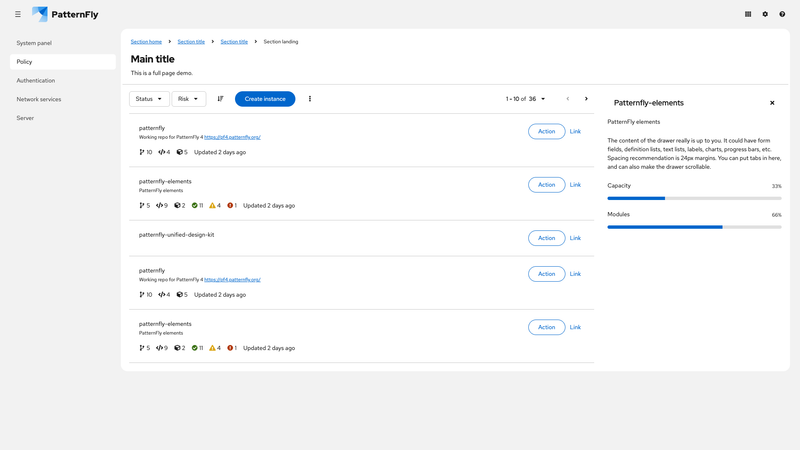 PatternFly
System panel
Policy
Authentication
Network services
Server
Section home
Section title
Section title
Section landing
Main title
This is a full page demo.
Status
Risk
Create instance
1 - 10 of 36
patternfly
Working repo for PatternFly 4 https://pf4.patternfly.org/
10 4 5 Updated 2 days ago
Action Link
patternfly-elements
PatternFly elements
5 9 2 11 4 1 Updated 2 days ago
Action Link
patternfly-unified-design-kit
Action Link
patternfly
Working repo for PatternFly 4 https://pf4.patternfly.org/
10 4 5 Updated 2 days ago
Action Link
patternfly-elements
PatternFly elements
5 9 2 11 4 1 Updated 2 days ago
Action Link
Patternfly-elements
PatternFly elements
The content of the drawer really is up to you. It could have form
fields, definition lists, text lists, labels, charts, progress bars, etc.
Spacing recommendation is 24px margins. You can put tabs in here,
and can also make the drawer scrollable.
Capacity 33%
Modules 66%